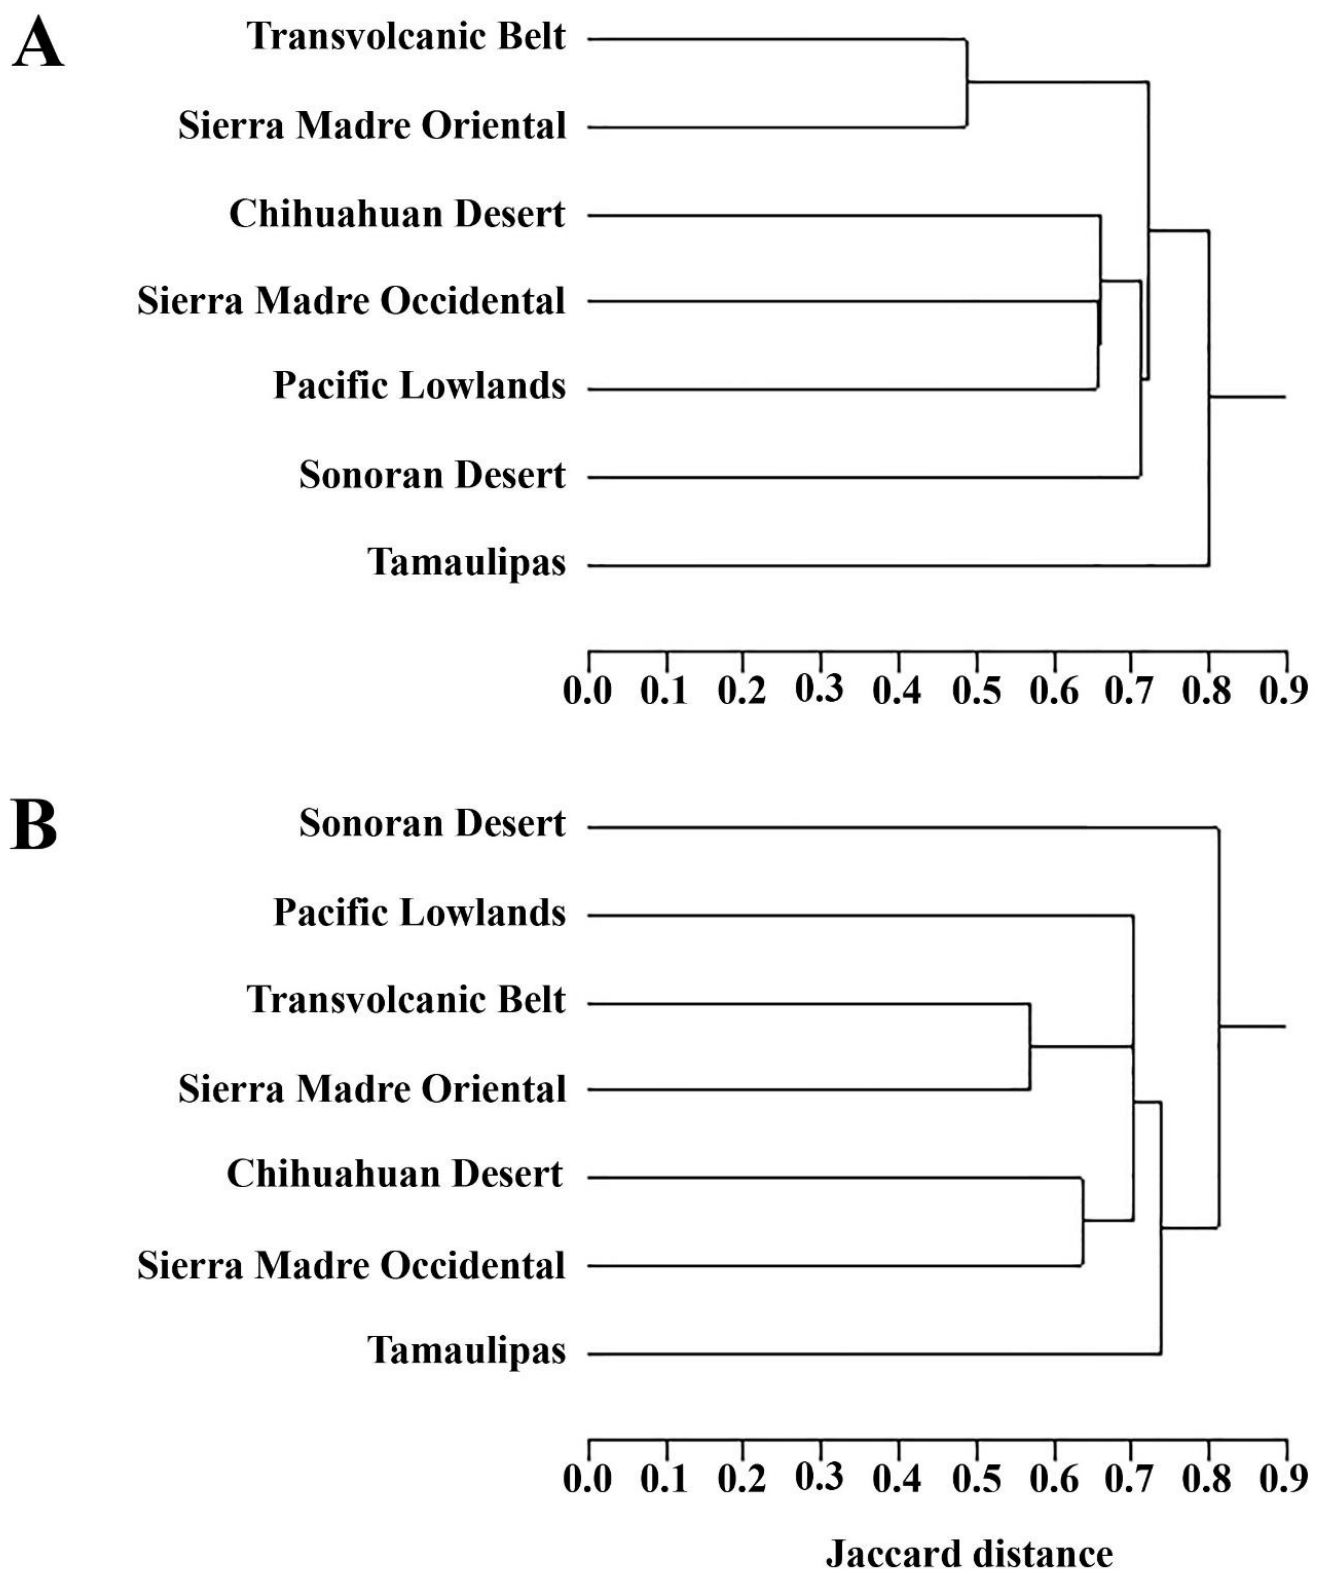 A
Transvolcanic Belt
Sierra Madre Oriental
Chihuahuan Desert
Sierra Madre Occidental
Pacific Lowlands
Sonoran Desert
Tamaulipas
0.0 0.1 0.2 0.3 0.4 0.5 0.6 0.7 0.8 0.9
B
Sonoran Desert
Pacific Lowlands
Transvolcanic Belt
Sierra Madre Oriental
Chihuahuan Desert
Sierra Madre Occidental
Tamaulipas
0.0 0.1 0.2 0.3 0.4 0.5 0.6 0.7 0.8 0.9
Jaccard distance